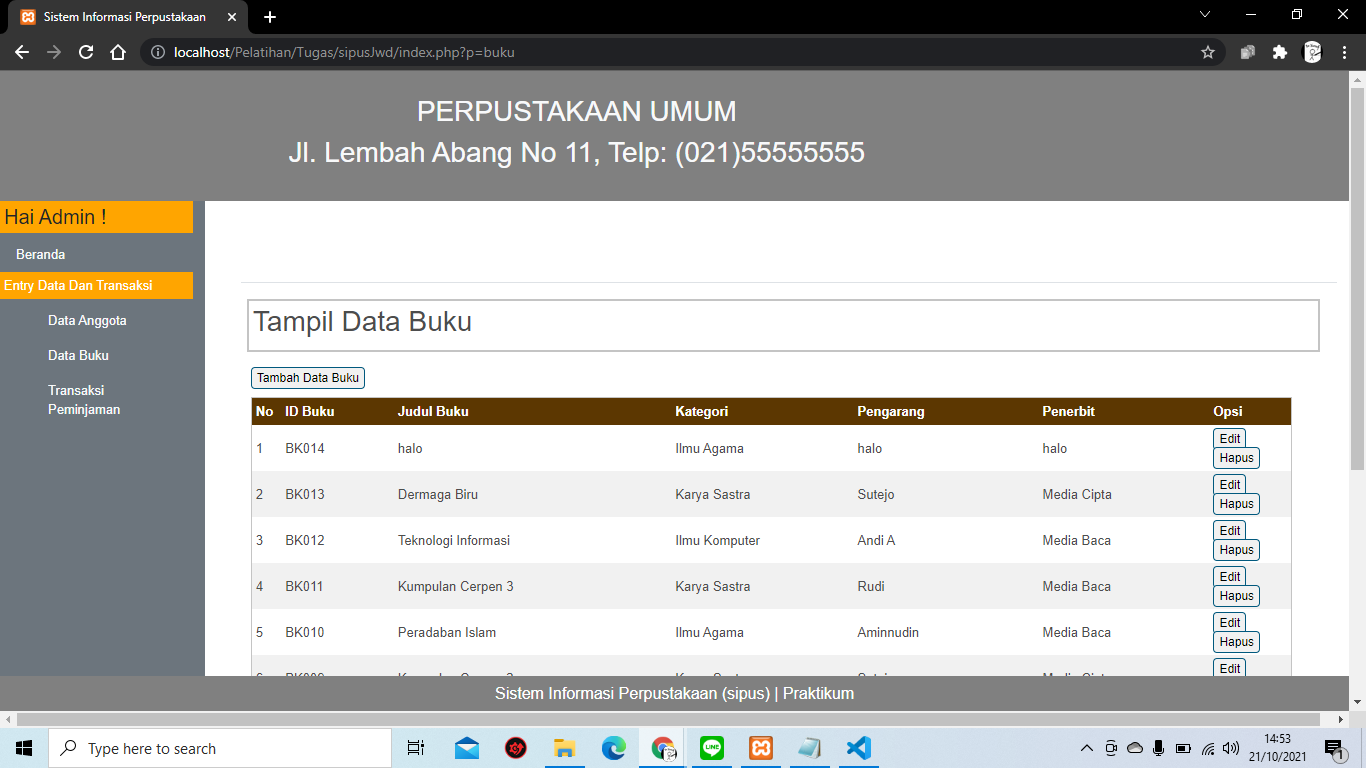 Sistem Informasi Perpustakaan
localhost/Pelatihan/Tugas/sipusJwd/index.php?p=buku
PERPUSTAKAAN UMUM
Jl. Lembah Abang No 11, Telp: (021)55555555
Hai Admin !
Beranda
Entry Data Dan Transaksi
Data Anggota
Data Buku
Transaksi
Peminjaman
Tampil Data Buku
Tambah Data Buku
No ID Buku Judul Buku Kategori Pengarang Penerbit Opsi
1 BK014 halo Ilmu Agama halo halo Edit Hapus
2 BK013 Dermaga Biru Karya Sastra Sutejo Media Cipta Edit Hapus
3 BK012 Teknologi Informasi Ilmu Komputer Andi A Media Baca Edit Hapus
4 BK011 Kumpulan Cerpen 3 Karya Sastra Rudi Media Baca Edit Hapus
5 BK010 Peradaban Islam Ilmu Agama Aminnudin Media Baca Edit Hapus
Edit
Sistem Informasi Perpustakaan (sipus) | Praktikum
Type here to search
LINE
14:53
21/10/2021
1